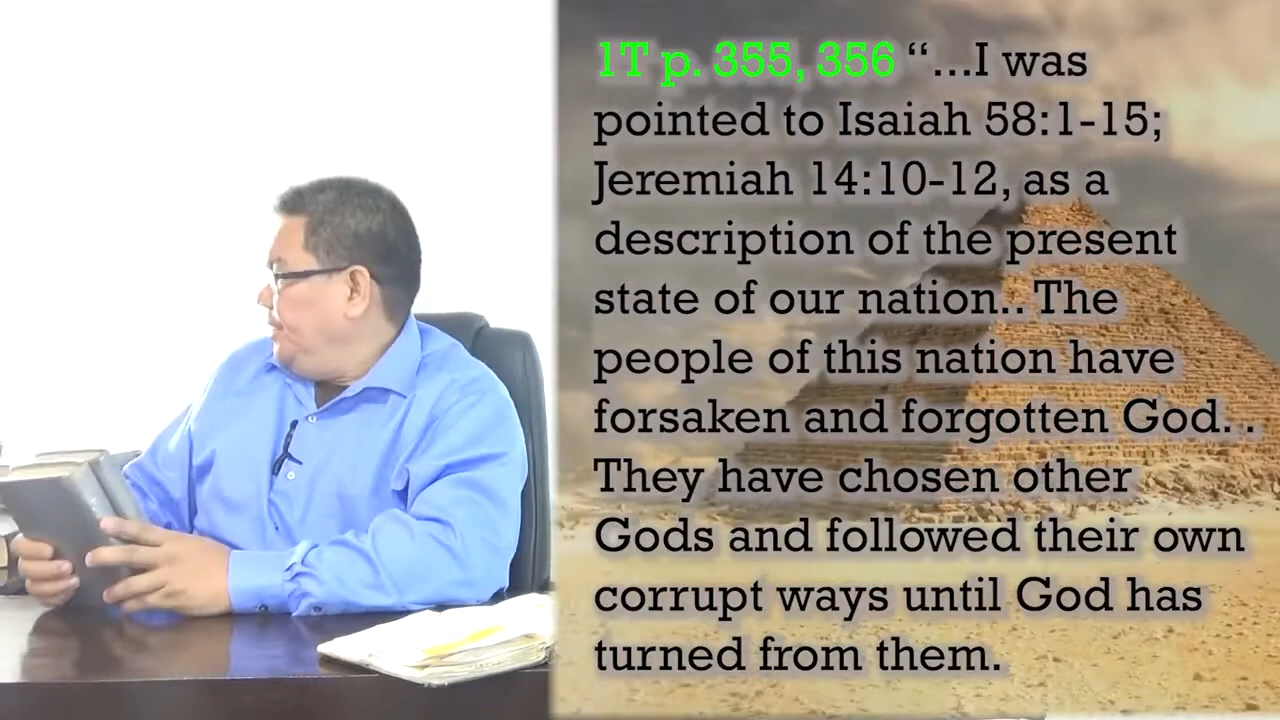 1T p. 355, 356 “...I was
pointed to Isaiah 58:1-15;
Jeremiah 14:10-12, as a
description of the present
state of our nation.. The
people of this nation have
forsaken and forgotten God. .
They have chosen other
Gods and followed their own
corrupt ways until God has
turned from them.